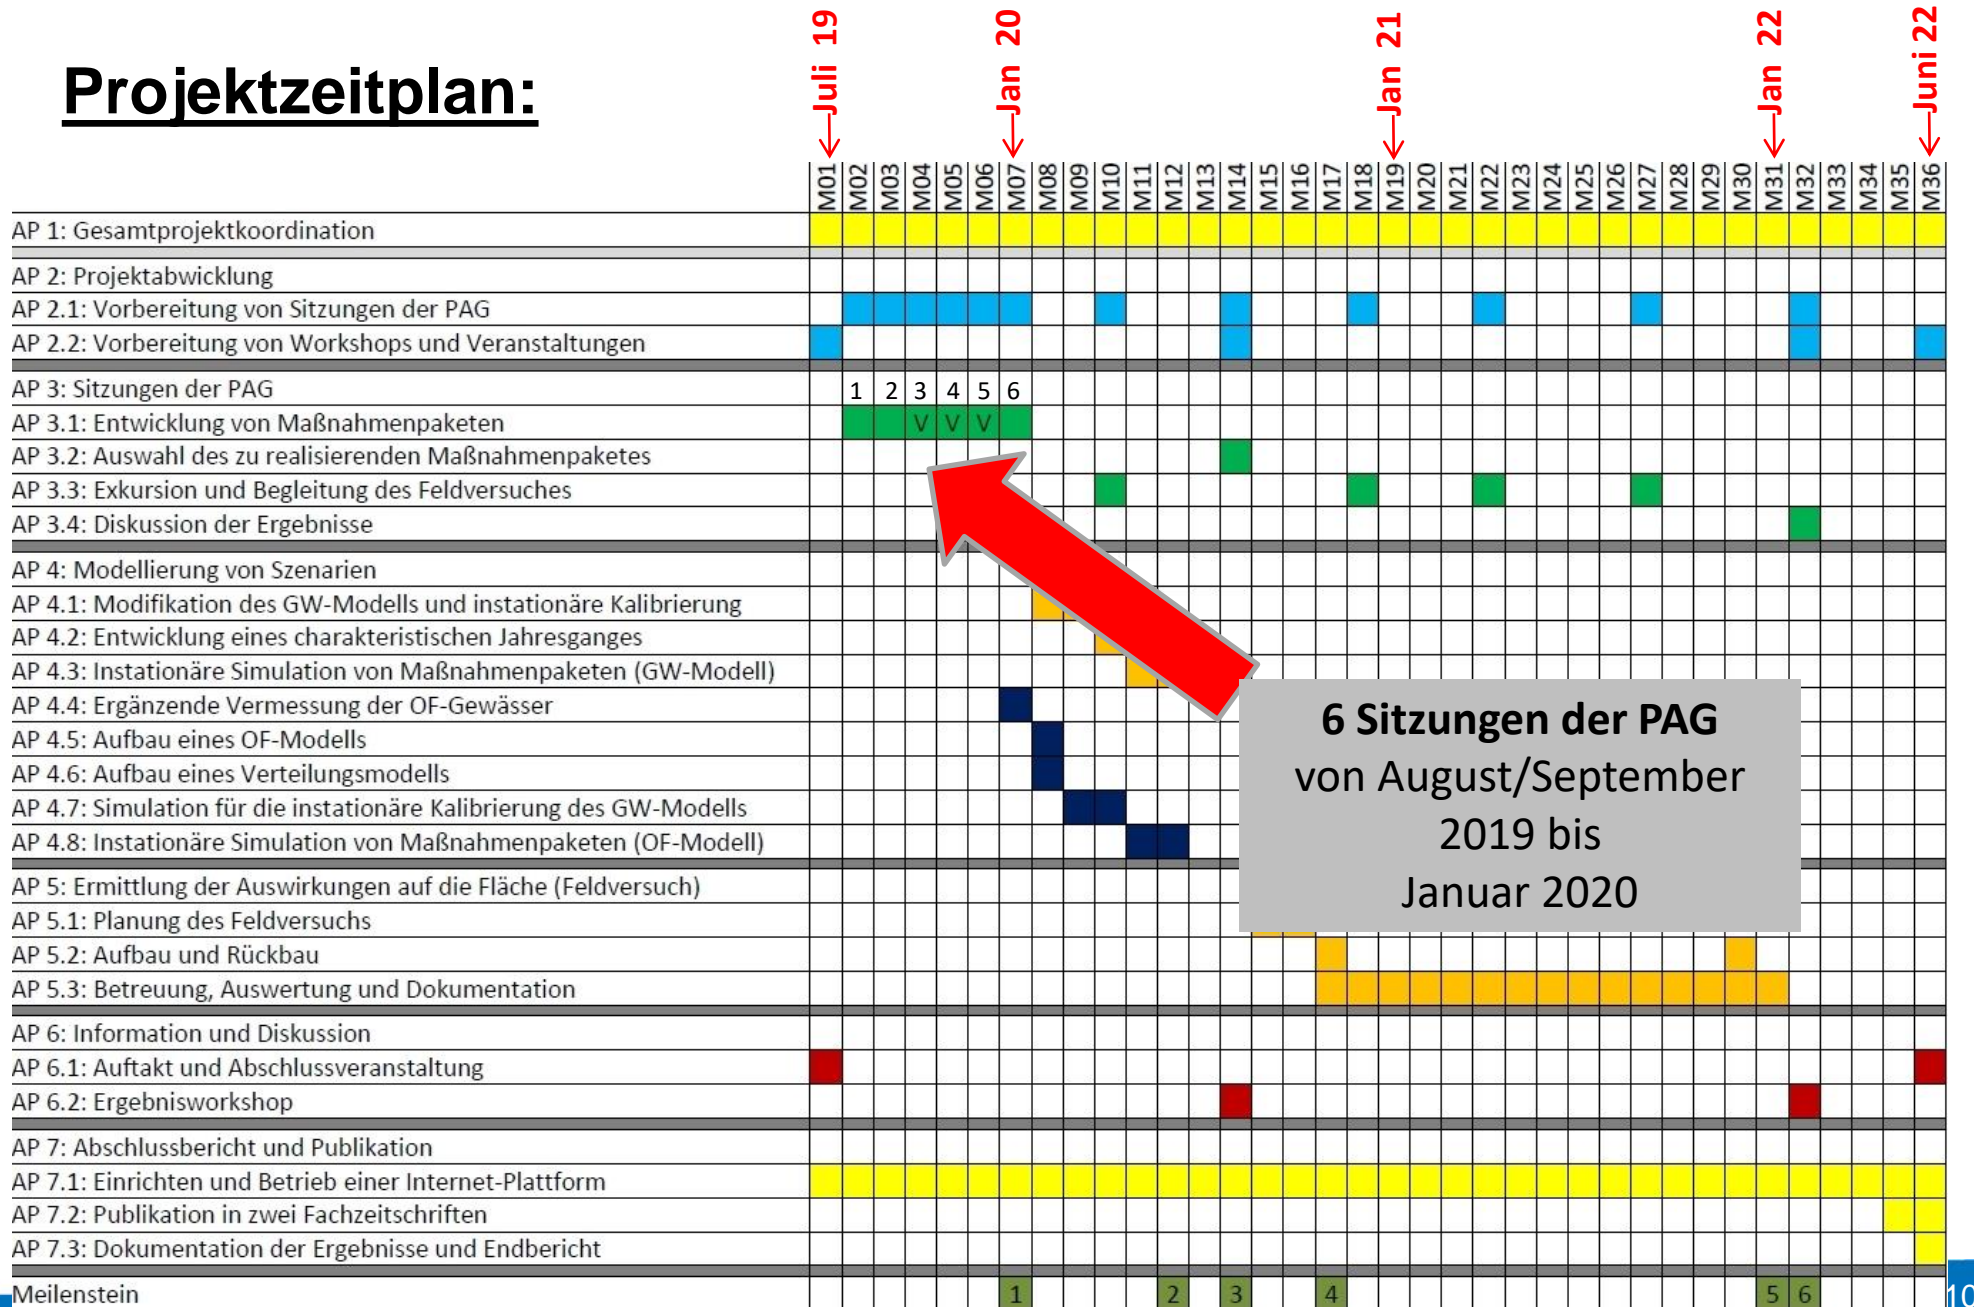 Juli 19
Jan 20
Jan 21
Jan 22
Juni 22
Projektzeitplan:
M01 M02 M03 M04 M05 M06 M07 M08 M09 M10 M11 M12 M13 M14 M15 M16 M17 M18 M19 M20 M21 M22 M23 M24 M25 M26 M27 M28 M29 M30 M31 M32 M33 M34 M35 M36
AP 1: Gesamtprojektkoordination
AP 2: Projektabwicklung
AP 2.1: Vorbereitung von Sitzungen der PAG
AP 2.2: Vorbereitung von Workshops und Veranstaltungen
AP 3: Sitzungen der PAG 1 2 3 4 5 6
AP 3.1: Entwicklung von Maßnahmenpaketen V V V
AP 3.2: Auswahl des zu realisierenden Maßnahmenpaketes
AP 3.3: Exkursion und Begleitung des Feldversuches
AP 3.4: Diskussion der Ergebnisse
AP 4: Modellierung von Szenarien
AP 4.1: Modifikation des GW-Modells und instationäre Kalibrierung
AP 4.2: Entwicklung eines charakteristischen Jahresganges
AP 4.3: Instationäre Simulation von Maßnahmenpaketen (GW-Modell)
AP 4.4: Ergänzende Vermessung der OF-Gewässer
AP 4.5: Aufbau eines OF-Modells
AP 4.6: Aufbau eines Verteilungsmodells
AP 4.7: Simulation für die instationäre Kalibrierung des GW-Modells
AP 4.8: Instationäre Simulation von Maßnahmenpaketen (OF-Modell)
6 Sitzungen der PAG
von August/September
2019 bis
Januar 2020
AP 5: Ermittlung der Auswirkungen auf die Fläche (Feldversuch)
AP 5.1: Planung des Feldversuchs
AP 5.2: Aufbau und Rückbau
AP 5.3: Betreuung, Auswertung und Dokumentation
AP 6: Information und Diskussion
AP 6.1: Auftakt und Abschlussveranstaltung
AP 6.2: Ergebnisworkshop
AP 7: Abschlussbericht und Publikation
AP 7.1: Einrichten und Betrieb einer Internet-Plattform
AP 7.2: Publikation in zwei Fachzeitschriften
AP 7.3: Dokumentation der Ergebnisse und Endbericht
Meilenstein 1 2 3 4 5 6
10